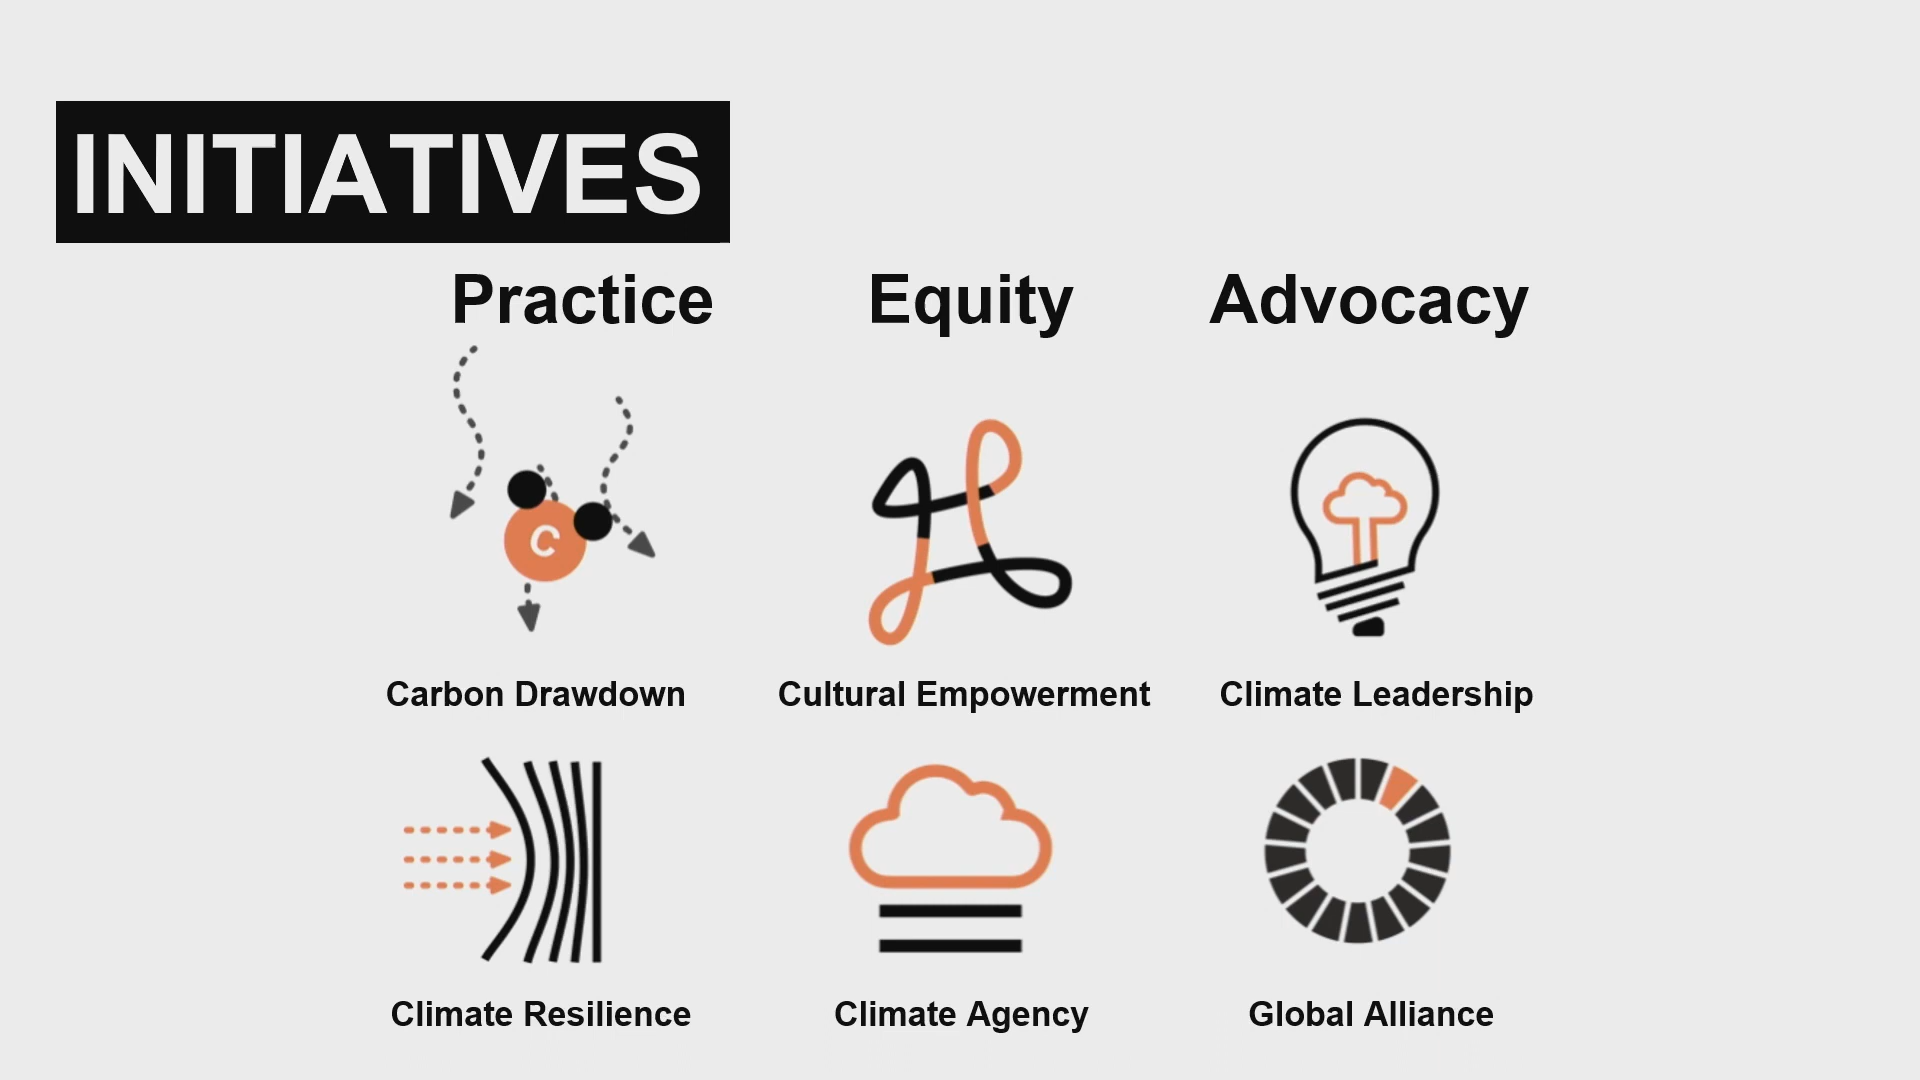 INITIATIVES
Practice
Equity
Advocacy
C
Carbon Drawdown
Cultural Empowerment
Climate Leadership
Climate Resilience
Climate Agency
Global Alliance